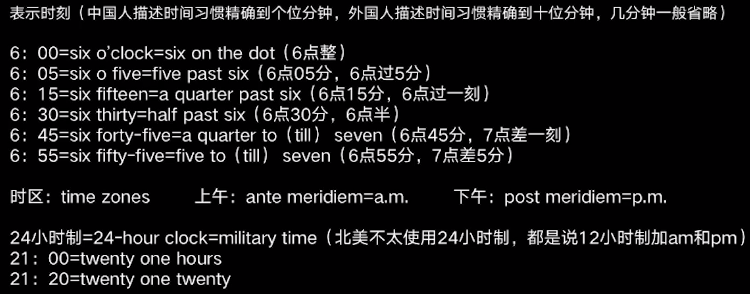 表示时刻（中国人描述时间习惯精确到个位分钟，外国人描述时间习惯精确到十位分钟，几分钟一般省略）
6：00=six o'clock=six on the dot（6点整）
6：05=six o five=five past six（6点05分，6点过5分）
6：15=six fifteen=a quarter past six（6点15分，6点过一刻）
6：30=six thirty=half past six（6点30分，6点半）
6：45=six forty-five=a quarter to（till） seven（6点45分，7点差一刻）
6：55=six fifty-five=five to（till） seven（6点55分，7点差5分）
时区：time zones 上午：ante meridiem=a.m. 下午：post meridiem=p.m.
24小时制=24-hour clock=military time（北美不太使用24小时制，都是说12小时制加am和pm）
21：00=twenty one hours
21：20=twenty one twenty